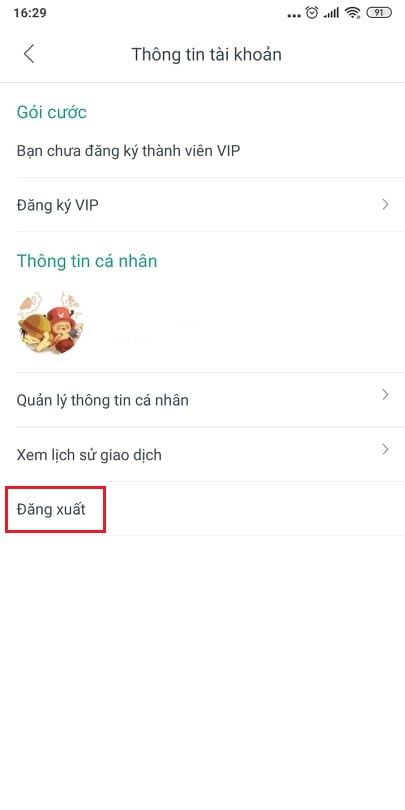 16:29
91
Thông tin tài khoản
Gói cước
Bạn chưa đăng ký thành viên VIP
Đăng ký VIP
Thông tin cá nhân
Quản lý thông tin cá nhân
Xem lịch sử giao dịch
Đăng xuất